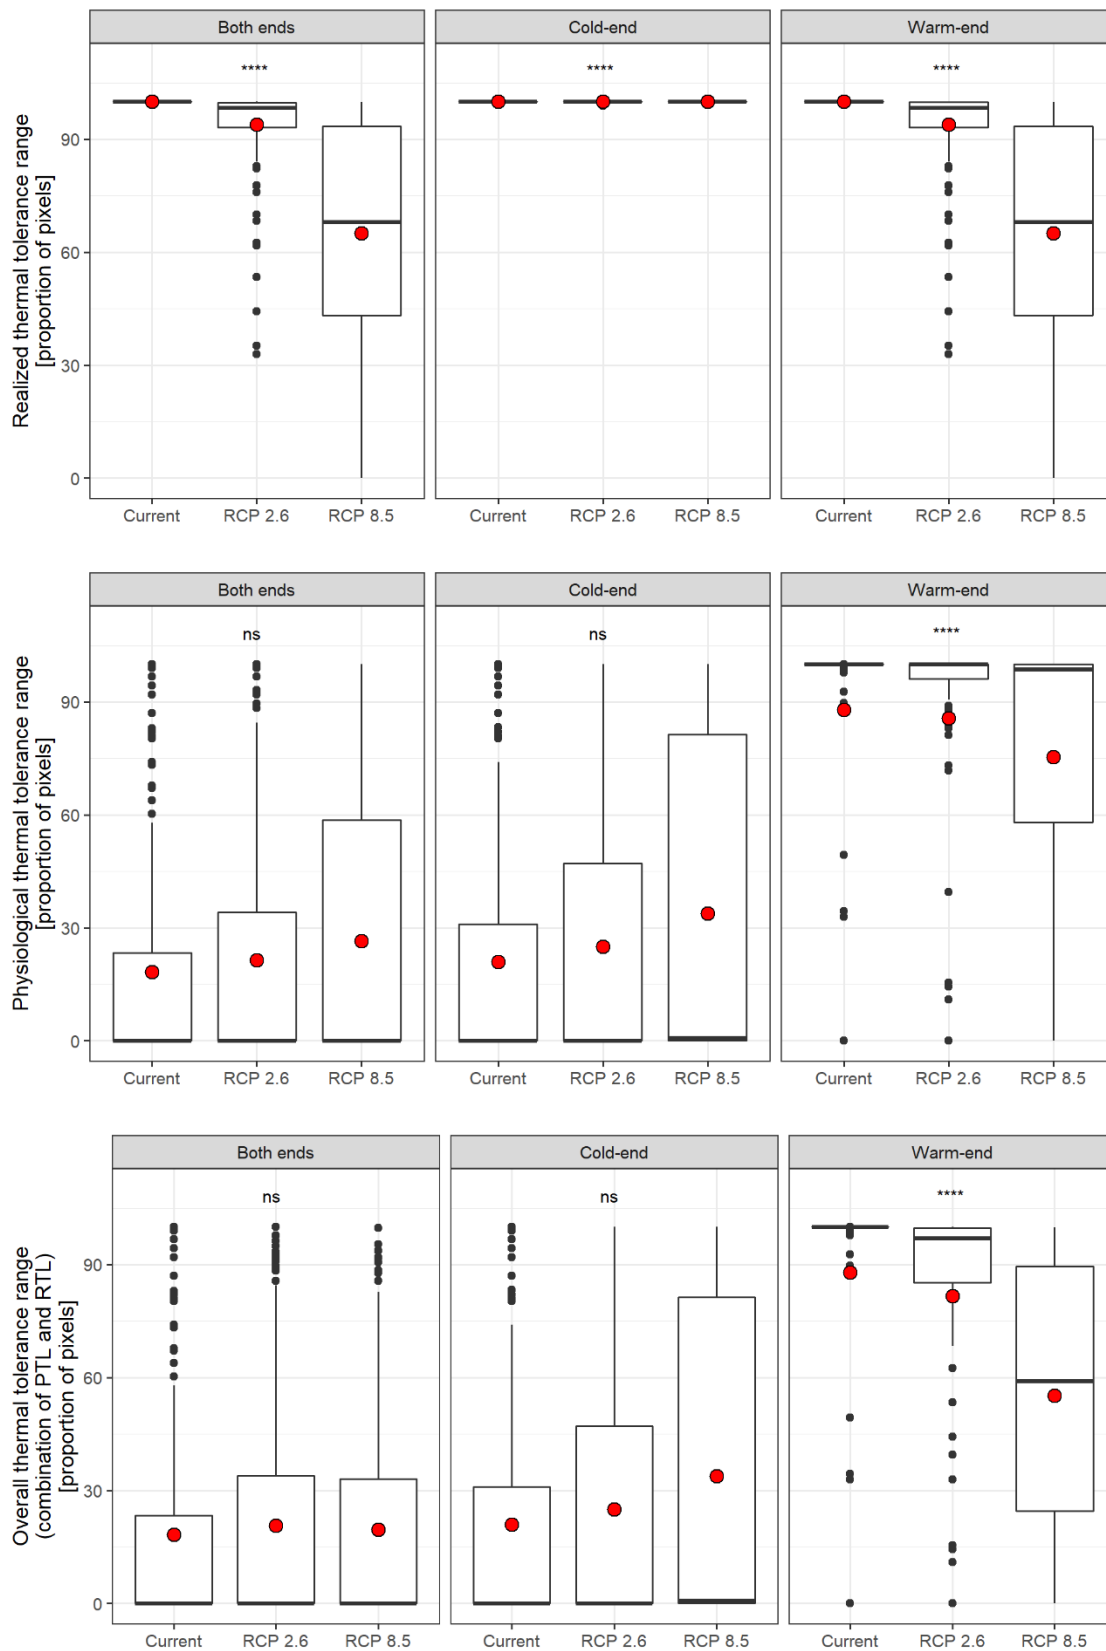 Both ends
Cold-end
Warm-end
****
****
****
Realized thermal tolerance range
[proportion of pixels]
90
60
30
0
Current
RCP 2.6
RCP 8.5
Current
RCP 2.6
RCP 8.5
Current
RCP 2.6
RCP 8.5
Both ends
Cold-end
Warm-end
ns
ns
****
Physiological thermal tolerance range
[proportion of pixels]
90
60
30
0
Current
RCP 2.6
RCP 8.5
Current
RCP 2.6
RCP 8.5
Current
RCP 2.6
RCP 8.5
Both ends
Cold-end
Warm-end
ns
ns
****
Overall thermal tolerance range
(combination of PTL and RTL)
[proportion of pixels]
90
60
30
0
Current
RCP 2.6
RCP 8.5
Current
RCP 2.6
RCP 8.5
Current
RCP 2.6
RCP 8.5